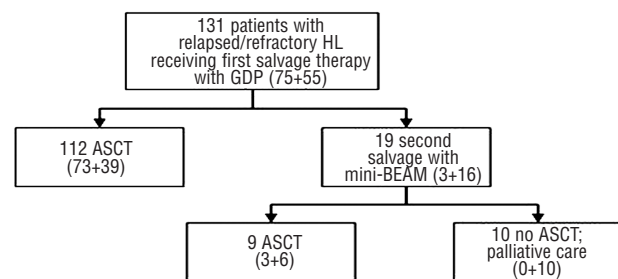 131 patients with
relapsed/refractory HL
receiving first salvage therapy
with GDP (75+55)
112 ASCT
(73+39)
19 second
salvage with
mini-BEAM (3+16)
9 ASCT
(3+6)
10 no ASCT;
palliative care
(0+10)